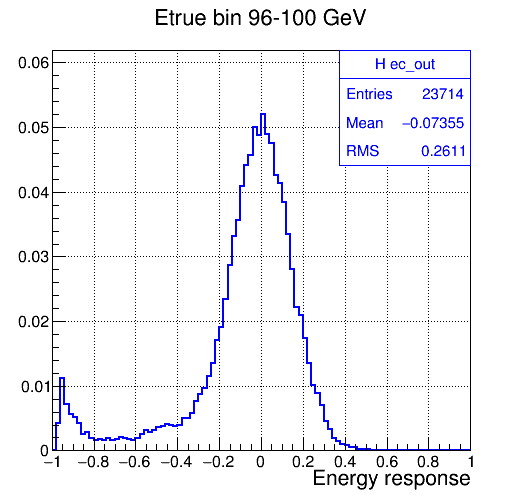 Etrue bin 96-100 GeV
H ec_out
Entries 23714
Mean −0.07355
RMS 0.2611
0.06
0.05
0.04
0.03
0.02
0.01
0
−1 −0.8 −0.6 −0.4 −0.2 0 0.2 0.4 0.6 0.8 1
Energy response